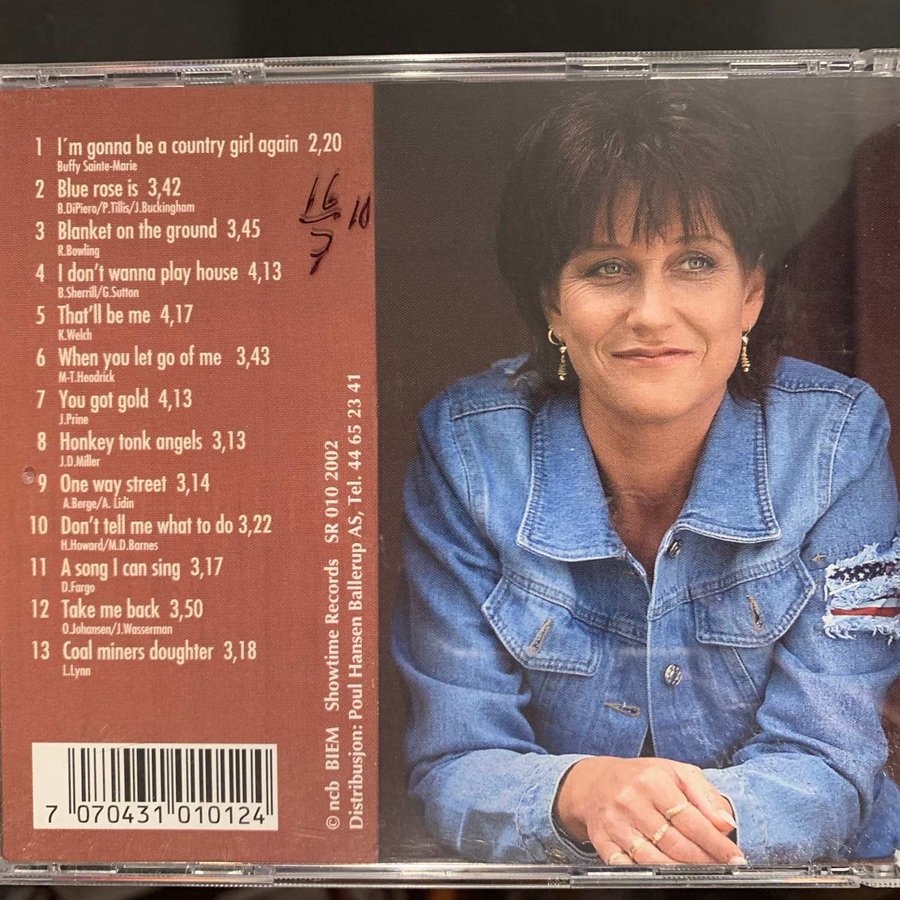 1 I´m gonna be a country girl again 2,20
Buffy Sainte-Marie
2 Blue rose is 3,42
B.DiPiero/P.Tillis/J.Buckingham
3 Blanket on the ground 3,45
R.Bowling
4 I don't wanna play house 4,13
B.Sherrill/G.Sutton
5 That'll be me 4,17
K.Welch
6 When you let go of me 3,43
M-T.Headrick
7 You got gold 4,13
J.Prine
8 Honkey tonk angels 3,13
J.D.Miller
9 One way street 3,14
A.Berge/A. Lidin
10 Don't tell me what to do 3,22
H.Howard/M.D.Barnes
11 A song I can sing 3,17
D.Fargo
12 Take me back 3,50
O.Johansen/J.Wasserman
13 Coal miners doughter 3,18
L.Lynn
16
7
10
© ncb BIEM Showtime Records SR 010 2002
Distribusjon: Poul Hansen Ballerup AS, Tel. 44 65 23 41
7 070431 010124